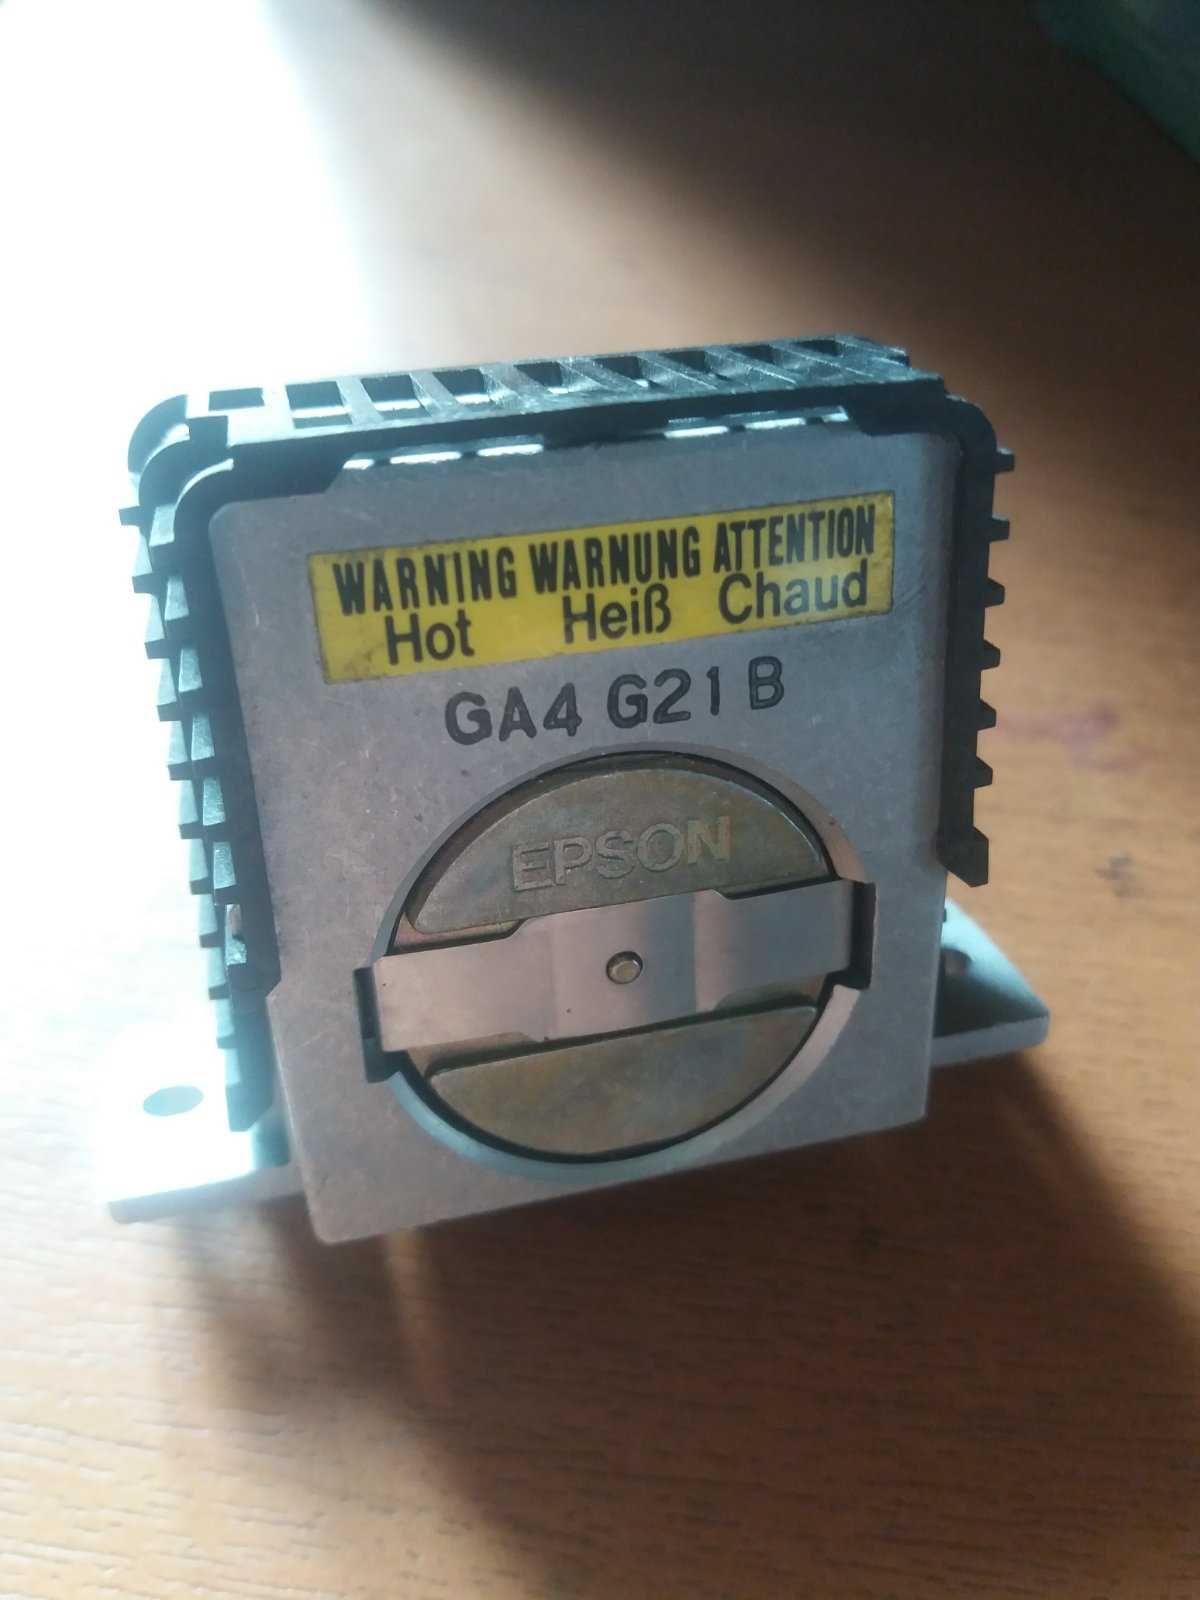 WARNING WARNUNG ATTENTION
Hot Heiß Chaud
GA4 G21 B
EPSON